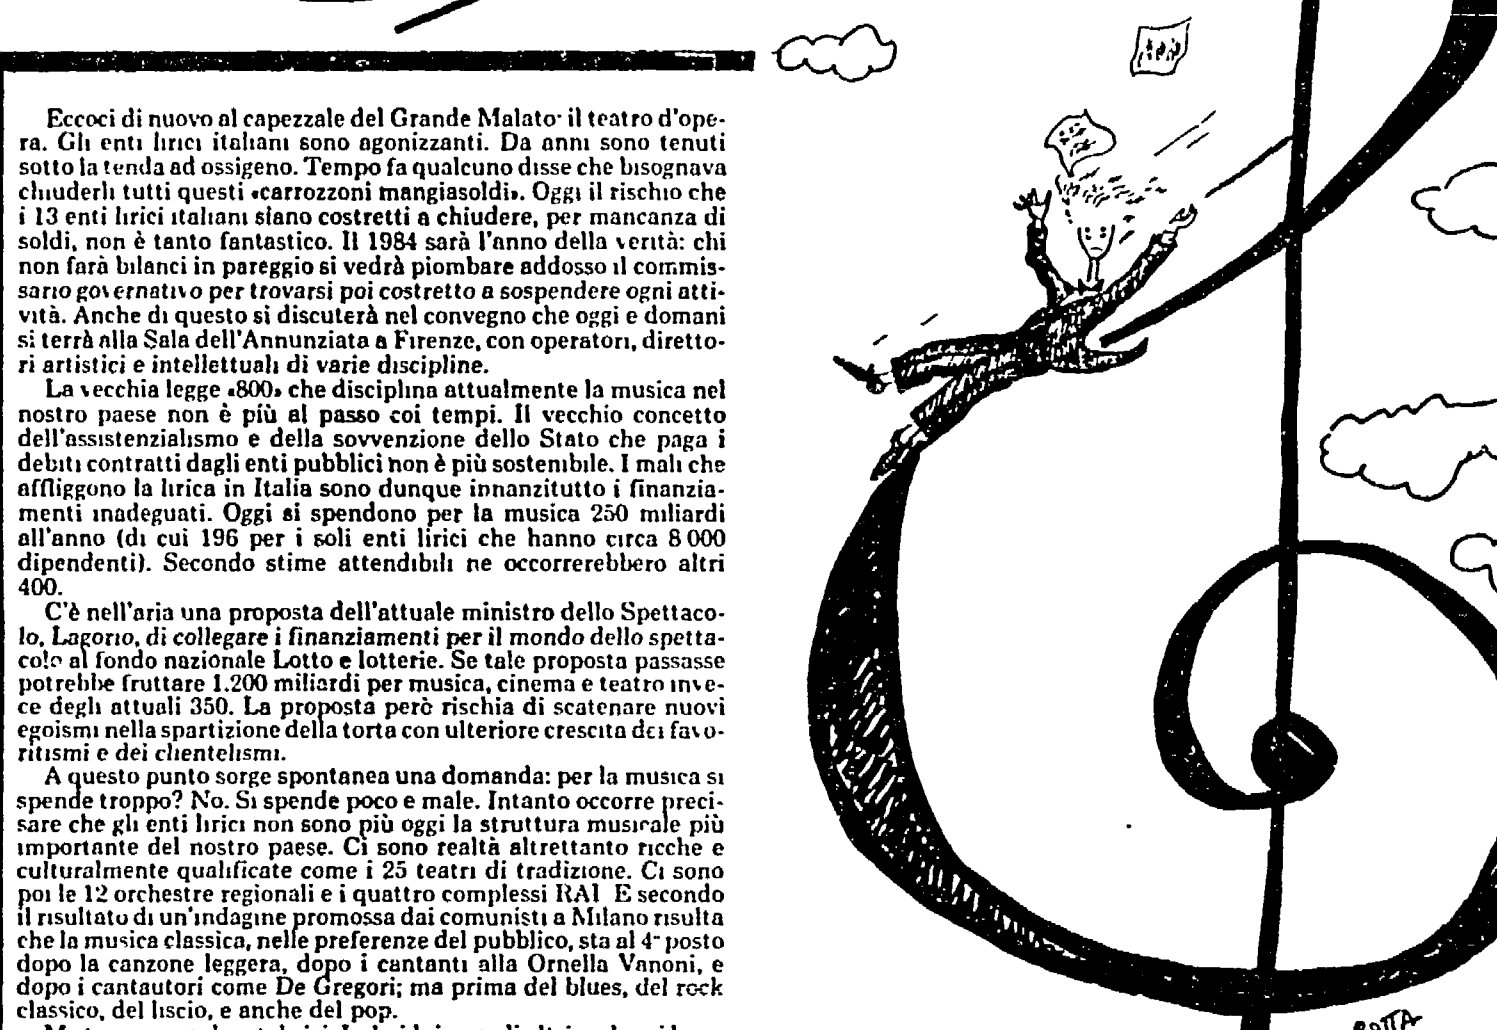 Eccoci di nuovo al capezzale del Grande Malato: il teatro d'ope-
ra. Gli enti lirici italiani sono agonizzanti. Da anni sono tenuti
sotto la tenda ad ossigeno. Tempo fa qualcuno disse che bisognava
chiuderli tutti questi «carrozzoni mangiasoldi». Oggi il rischio che
i 13 enti lirici italiani siano costretti a chiudere, per mancanza di
soldi, non è tanto fantastico. Il 1984 sarà l'anno della verità: chi
non farà bilanci in pareggio si vedrà piombare addosso il commis-
sario governativo per trovarsi poi costretto a sospendere ogni atti-
vità. Anche di questo si discuterà nel convegno che oggi e domani
si terrà alla Sala dell'Annunziata a Firenze, con operatori, diretto-
ri artistici e intellettuali di varie discipline.
La vecchia legge «800» che disciplina attualmente la musica nel
nostro paese non è più al passo coi tempi. Il vecchio concetto
dell'assistenzialismo e della sovvenzione dello Stato che paga i
debiti contratti dagli enti pubblici non è più sostenibile. I mali che
affliggono la lirica in Italia sono dunque innanzitutto i finanzia-
menti inadeguati. Oggi si spendono per la musica 250 miliardi
all'anno (di cui 196 per i soli enti lirici che hanno circa 8 000
dipendenti). Secondo stime attendibili ne occorrerebbero altri
400.
C'è nell'aria una proposta dell'attuale ministro dello Spettaco-
lo, Lagorio, di collegare i finanziamenti per il mondo dello spetta-
colo al fondo nazionale Lotto e lotterie. Se tale proposta passasse
potrebbe fruttare 1.200 miliardi per musica, cinema e teatro inve-
ce degli attuali 350. La proposta però rischia di scatenare nuovi
egoismi nella spartizione della torta con ulteriore crescita dei favo-
ritismi e dei clientelismi.
A questo punto sorge spontanea una domanda: per la musica si
spende troppo? No. Si spende poco e male. Intanto occorre preci-
sare che gli enti lirici non sono più oggi la struttura musicale più
importante del nostro paese. Ci sono realtà altrettanto ricche e
culturalmente qualificate come i 25 teatri di tradizione. Ci sono
poi le 12 orchestre regionali e i quattro complessi RAI E secondo
il risultato di un'indagine promossa dai comunisti a Milano risulta
che la musica classica, nelle preferenze del pubblico, sta al 4° posto
dopo la canzone leggera, dopo i cantanti alla Ornella Vanoni, e
dopo i cantautori come De Gregori; ma prima del blues, del rock
classico, del liscio, e anche del pop.